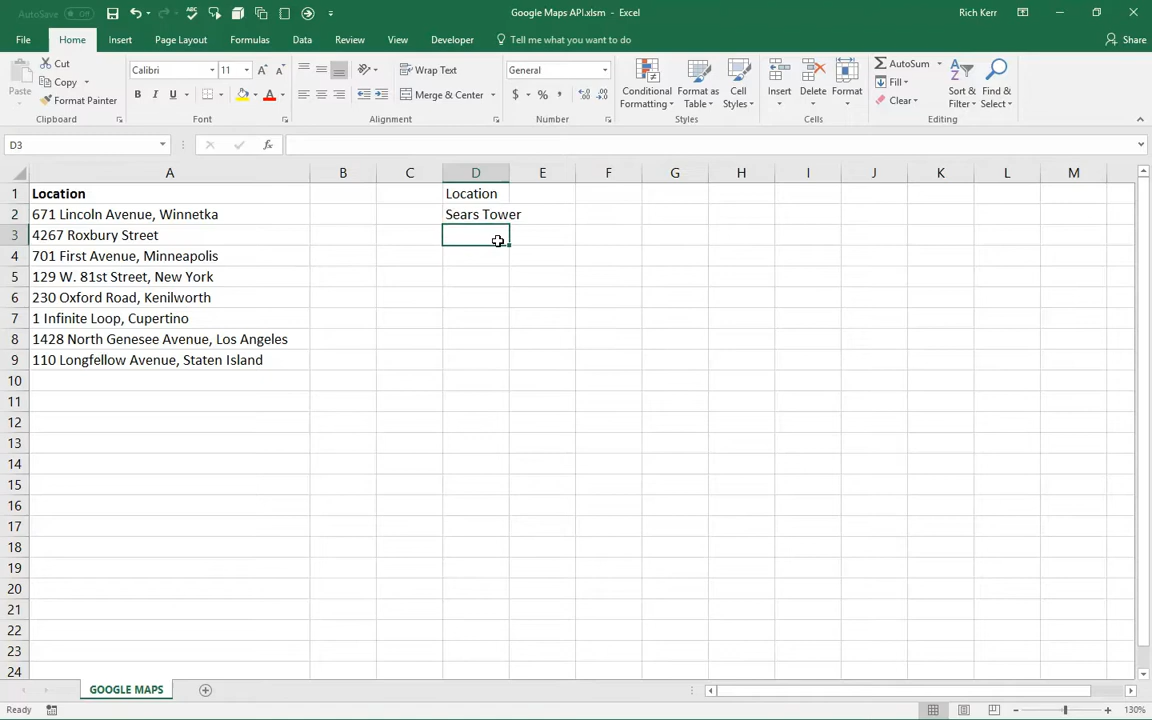 AutoSave Off
Google Maps API.xlsm - Excel
Rich Kerr
File Home Insert Page Layout Formulas Data Review View Developer Tell me what you want to do Share
Paste
Cut
Copy
Format Painter
Clipboard
Calibri 11
B I U
Font
Wrap Text
Merge & Center
Alignment
General
$ % ,
Number
Conditional Formatting
Format as Table
Cell Styles
Styles
Insert Delete Format
Cells
AutoSum
Fill
Clear
Sort & Filter
Find & Select
Editing
D3 fx
A B C D E F G H I J K L M
1 Location Location
2 671 Lincoln Avenue, Winnetka Sears Tower
3 4267 Roxbury Street
4 701 First Avenue, Minneapolis
5 129 W. 81st Street, New York
6 230 Oxford Road, Kenilworth
7 1 Infinite Loop, Cupertino
8 1428 North Genesee Avenue, Los Angeles
9 110 Longfellow Avenue, Staten Island
10
11
12
13
14
15
16
17
18
19
20
21
22
23
24
GOOGLE MAPS
Ready
130%